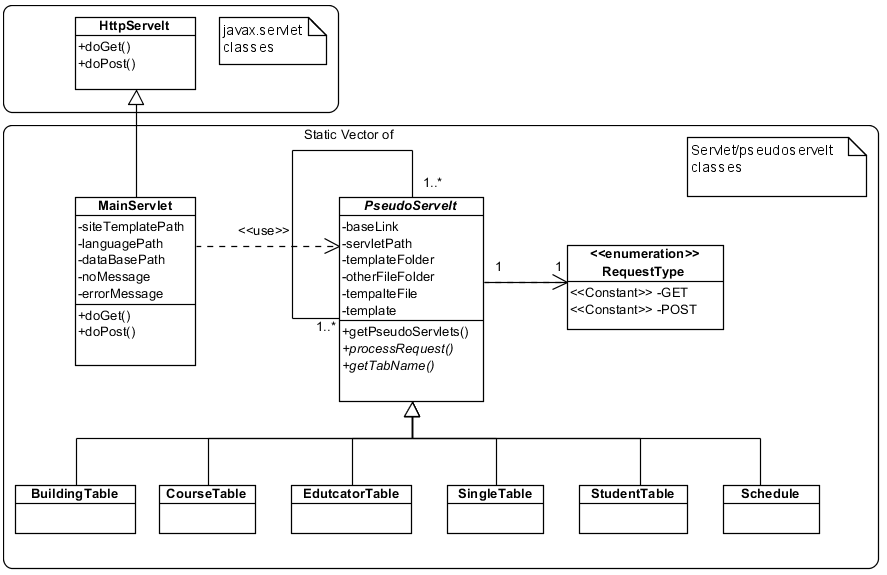 HttpServelt
+doGet()
+doPost()
javax.servlet
classes
Static Vector of
1..*
Servlet/pseudoservelt
classes
MainServlet
-siteTemplatePath
-languagePath
-dataBasePath
-noMessage
-errorMessage
+doGet()
+doPost()
<<use>>
PseudoServelt
-baseLink
-servletPath
-templateFolder
-otherFileFolder
-tempalteFile
-template
+getPseudoServlets()
+processRequest()
+getTabName()
1..*
1
1
<<enumeration>>
RequestType
<<Constant>> -GET
<<Constant>> -POST
BuildingTable
CourseTable
EdutcatorTable
SingleTable
StudentTable
Schedule